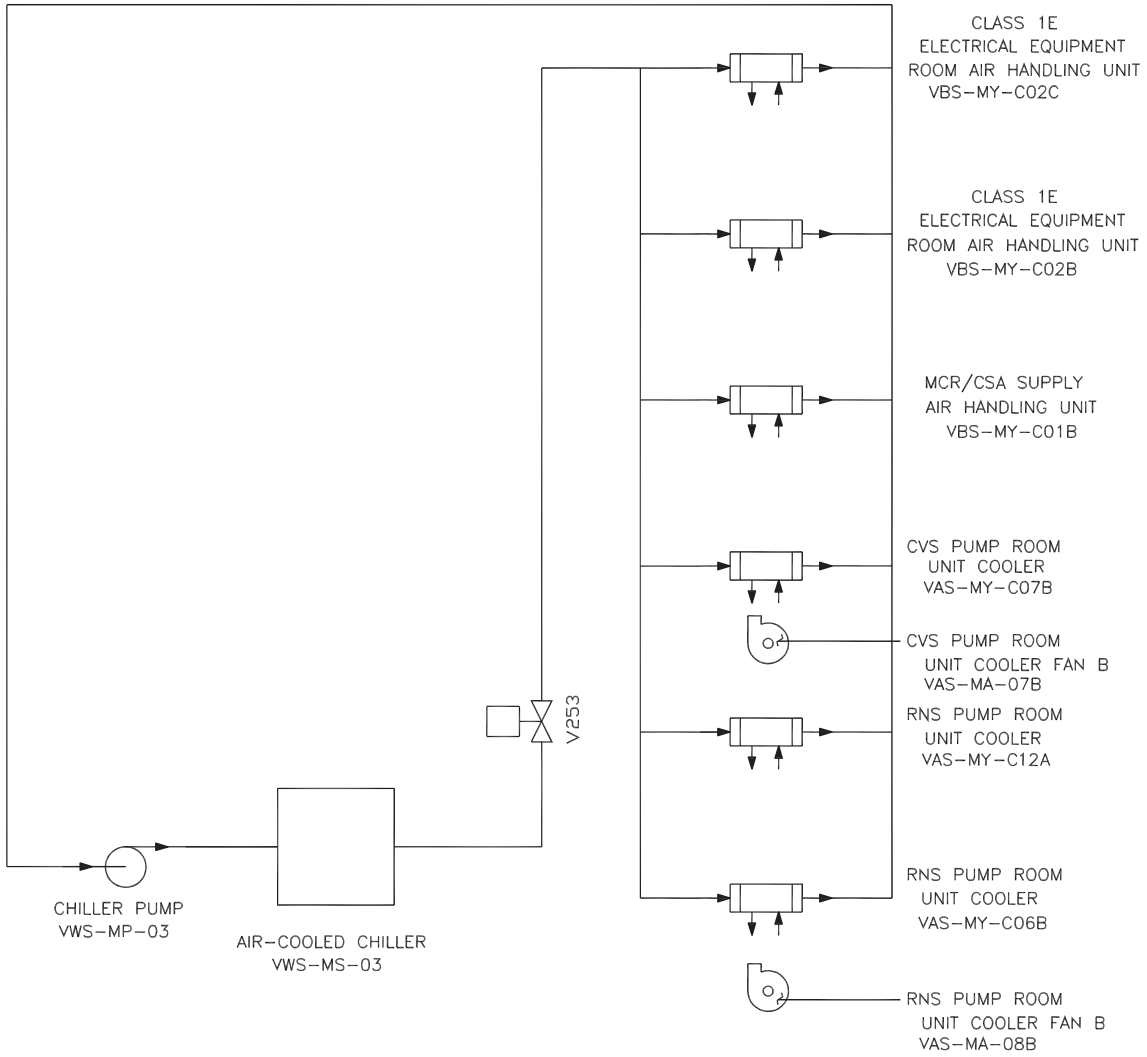 CLASS 1E
ELECTRICAL EQUIPMENT
ROOM AIR HANDLING UNIT
VBS-MY-C02C
CLASS 1E
ELECTRICAL EQUIPMENT
ROOM AIR HANDLING UNIT
VBS-MY-C02B
MCR/CSA SUPPLY
AIR HANDLING UNIT
VBS-MY-C01B
CVS PUMP ROOM
UNIT COOLER
VAS-MY-C07B
CVS PUMP ROOM
UNIT COOLER FAN B
VAS-MA-07B
V253
RNS PUMP ROOM
UNIT COOLER
VAS-MY-C12A
RNS PUMP ROOM
UNIT COOLER
VAS-MY-C06B
CHILLER PUMP
VWS-MP-03
AIR-COOLED CHILLER
VWS-MS-03
RNS PUMP ROOM
UNIT COOLER FAN B
VAS-MA-08B